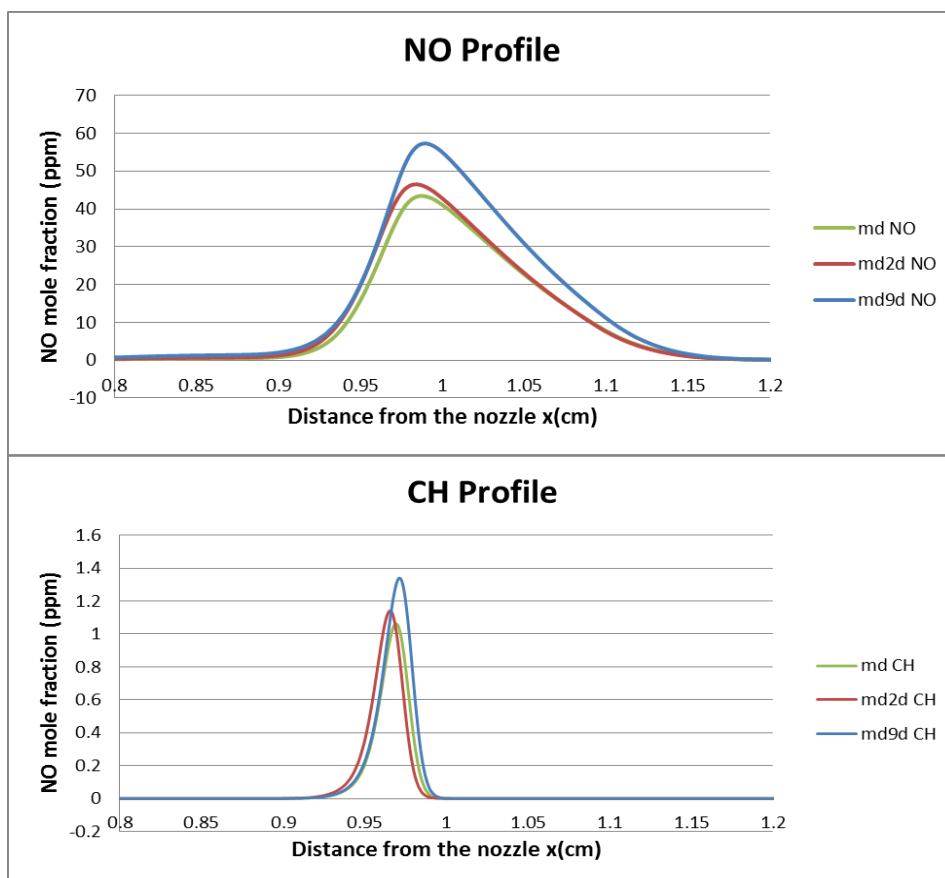 NO Profile
70
60
50
40
30
20
10
0
-10
0.8 0.85 0.9 0.95 1 1.05 1.1 1.15 1.2
NO mole fraction (ppm)
Distance from the nozzle x(cm)
md NO
md2d NO
md9d NO
CH Profile
1.6
1.4
1.2
1
0.8
0.6
0.4
0.2
0
-0.2
0.8 0.85 0.9 0.95 1 1.05 1.1 1.15 1.2
NO mole fraction (ppm)
Distance from the nozzle x(cm)
md CH
md2d CH
md9d CH